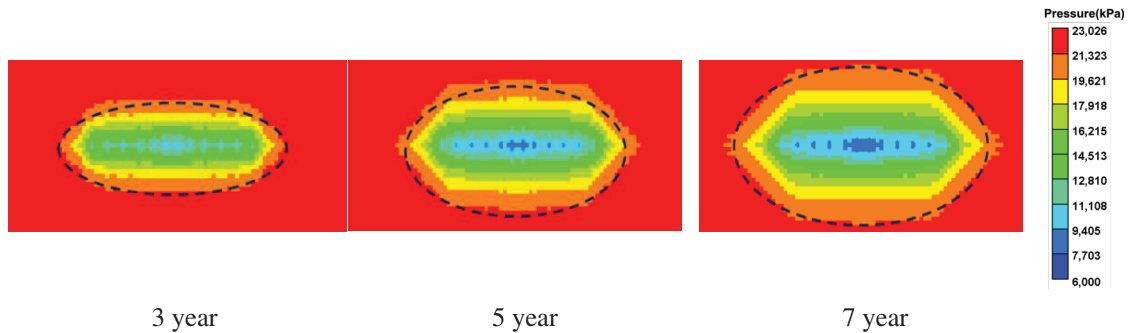 Pressure(kPa)
23,026
21,323
19,621
17,918
16,215
14,513
12,810
11,108
9,405
7,703
6,000
3 year
5 year
7 year